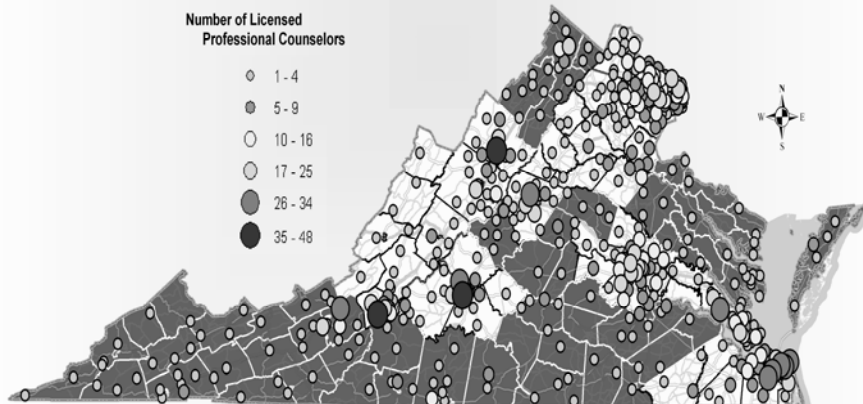 Number of Licensed
Professional Counselors
1 - 4
5 - 9
10 - 16
17 - 25
26 - 34
35 - 48
N
W E
S